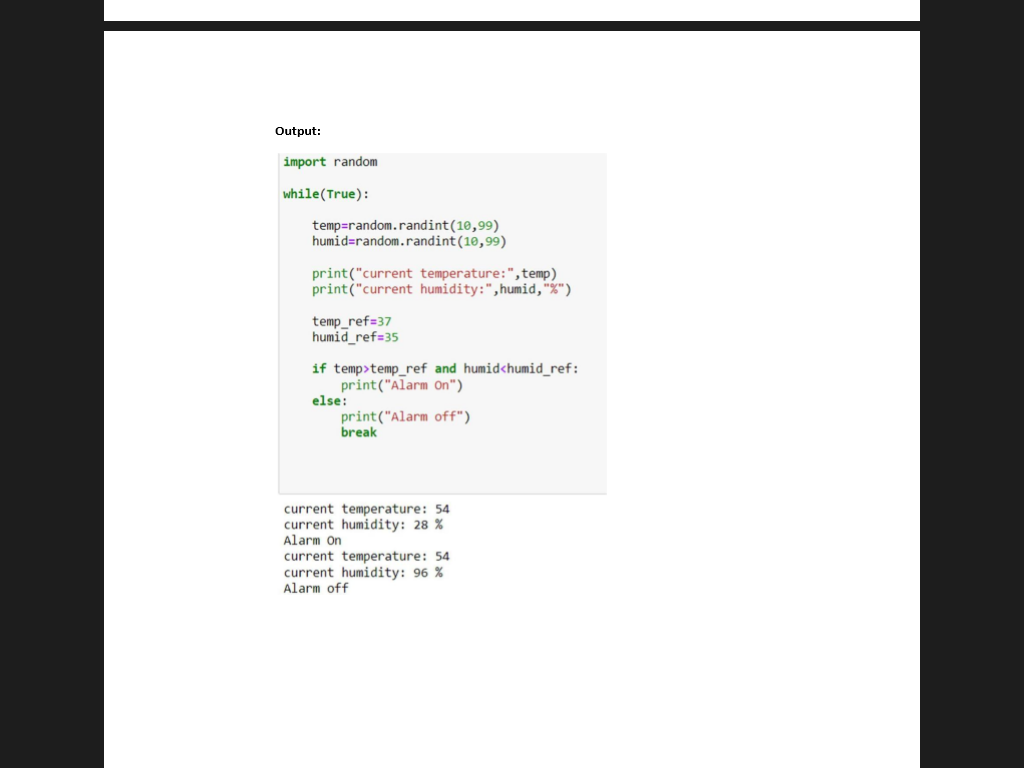 Output:
import random
while(True):
    temp=random.randint(10,99)
    humid=random.randint(10,99)
    print("current temperature:",temp)
    print("current humidity:",humid,"%")
    temp_ref=37
    humid_ref=35
    if temp>temp_ref and humid<humid_ref:
        print("Alarm On")
    else:
        print("Alarm off")
        break
current temperature: 54
current humidity: 28 %
Alarm On
current temperature: 54
current humidity: 96 %
Alarm off